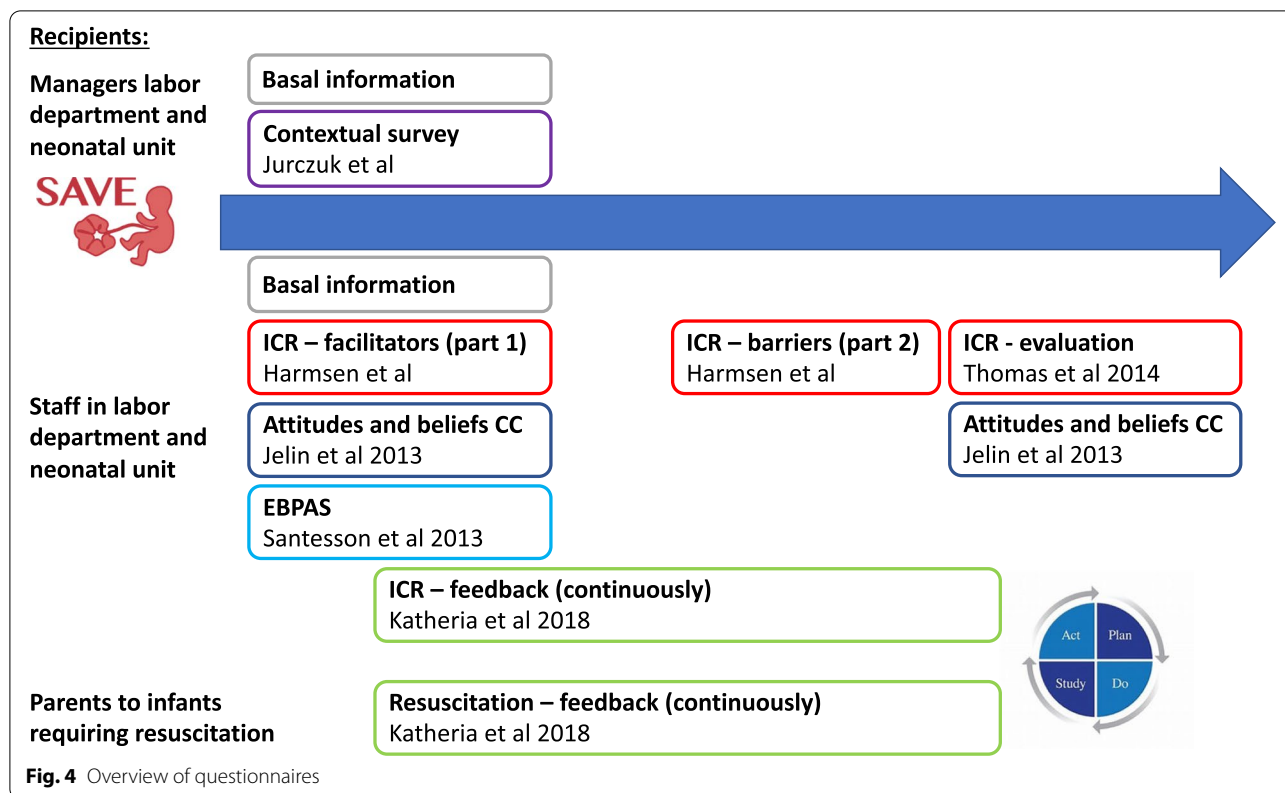 Recipients:
Managers labor
department and
neonatal unit
SAVE
Basal information
Contextual survey
Jurczuk et al
Basal information
Staff in labor
department and
neonatal unit
ICR – facilitators (part 1)
Harmsen et al
ICR – barriers (part 2)
Harmsen et al
ICR - evaluation
Thomas et al 2014
Attitudes and beliefs CC
Jelin et al 2013
Attitudes and beliefs CC
Jelin et al 2013
EBPAS
Santesson et al 2013
ICR – feedback (continuously)
Katheria et al 2018
Act
Plan
Study
Do
Parents to infants
requiring resuscitation
Resuscitation – feedback (continuously)
Katheria et al 2018
Fig. 4 Overview of questionnaires